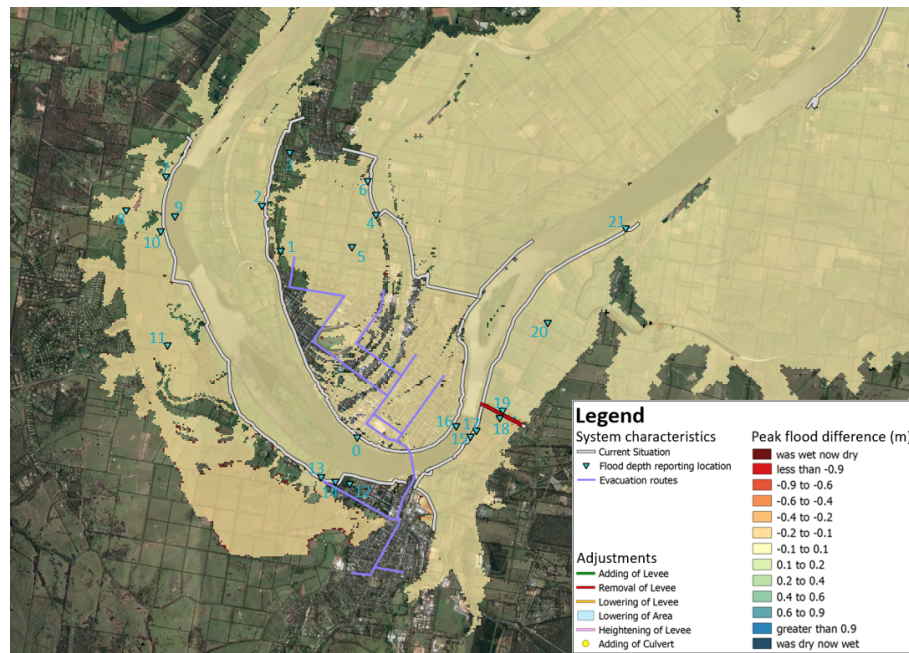 3
7
6
8
9
2
4
10
21
1
5
20
11
19
16
17
18
15
0
13
14
12
Legend
System characteristics
Current Situation
Flood depth reporting location
Evacuation routes
Adjustments
Adding of Levee
Removal of Levee
Lowering of Levee
Lowering of Area
Heightening of Levee
Adding of Culvert
Peak flood difference (m)
was wet now dry
less than -0.9
-0.9 to -0.6
-0.6 to -0.4
-0.4 to -0.2
-0.2 to -0.1
-0.1 to 0.1
0.1 to 0.2
0.2 to 0.4
0.4 to 0.6
0.6 to 0.9
greater than 0.9
was dry now wet